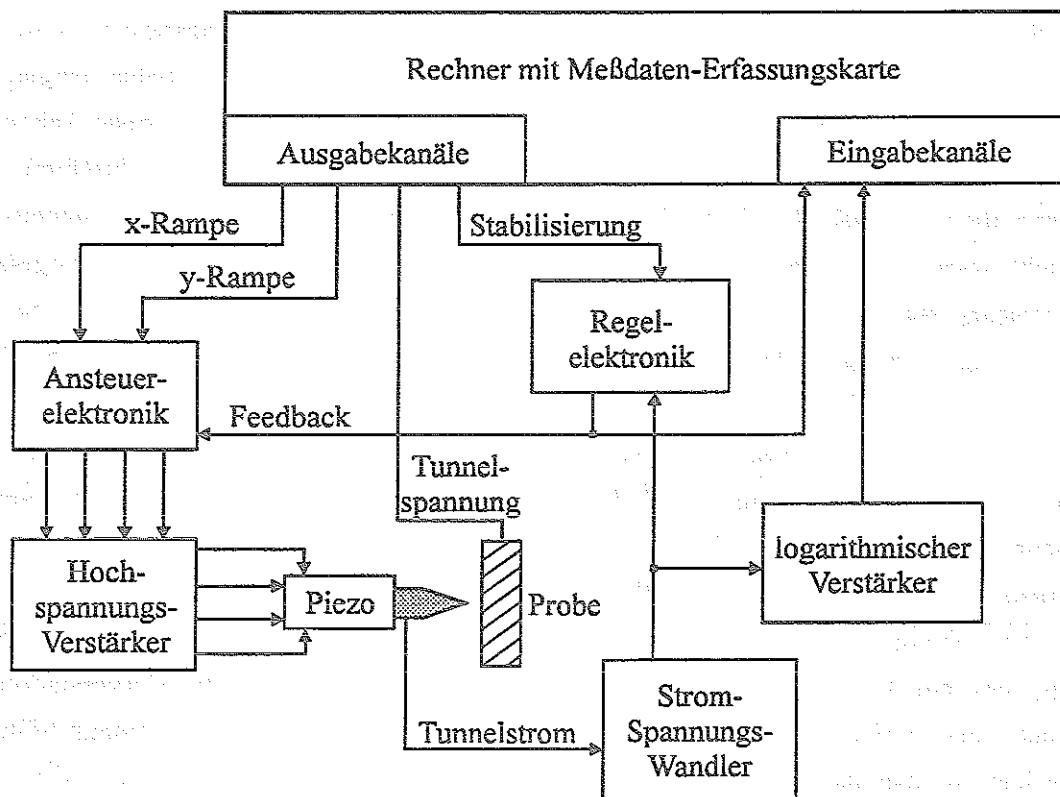 Rechner mit Meßdaten-Erfassungskarte
Ausgabekanäle
Eingabekanäle
x-Rampe
y-Rampe
Stabilisierung
Regel-
elektronik
Ansteuer-
elektronik
Feedback
Tunnel-
spannung
Hoch-
spannungs-
Verstärker
Piezo
Probe
logarithmischer
Verstärker
Tunnelstrom
Strom-
Spannungs-
Wandler